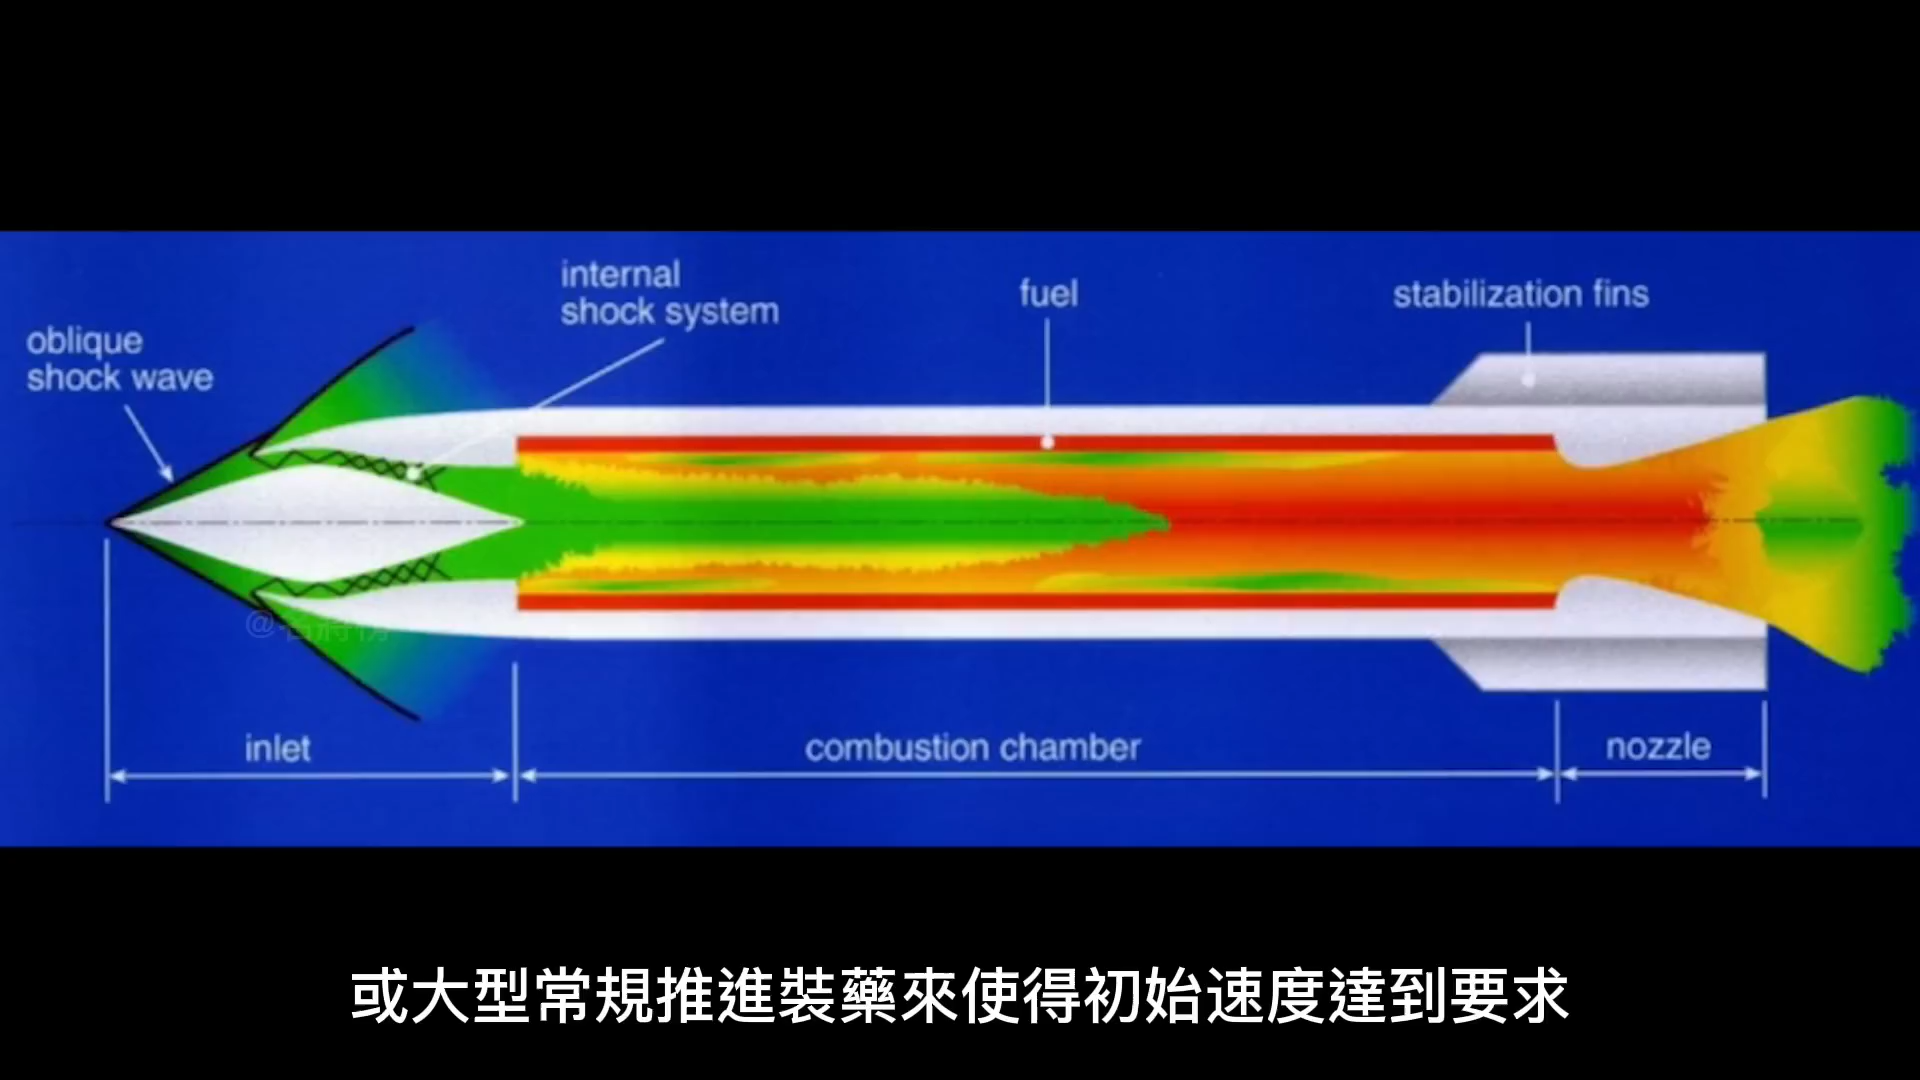 internal
shock system
fuel
stabilization fins
oblique
shock wave
inlet
combustion chamber
nozzle
或大型常規推進裝藥來使得初始速度達到要求